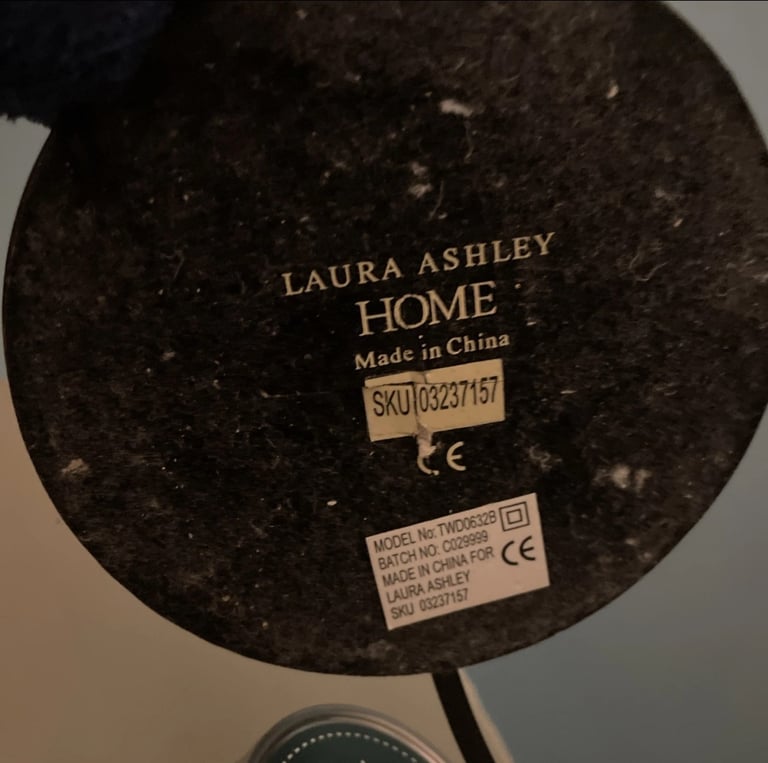 LAURA ASHLEY
HOME
Made in China
SKU 03237157
CE
MODEL No: TWD0632B
BATCH NO: C029999
MADE IN CHINA FOR
LAURA ASHLEY
SKU 03237157
CE